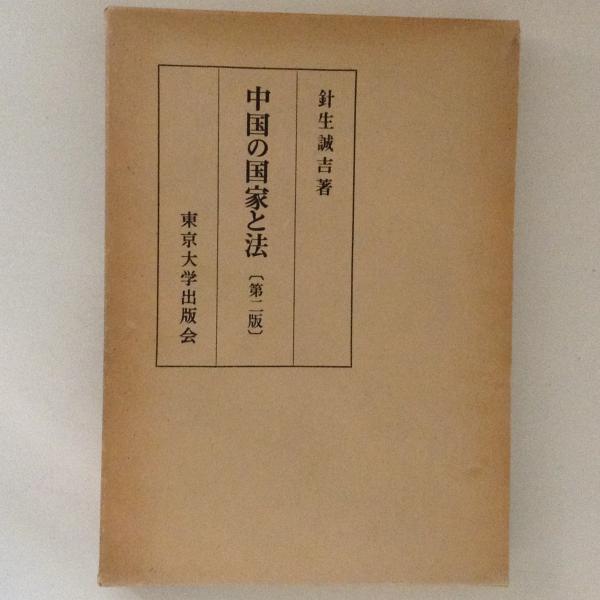 針生誠吉著
中国の国家と法〔第二版〕
東京大学出版会